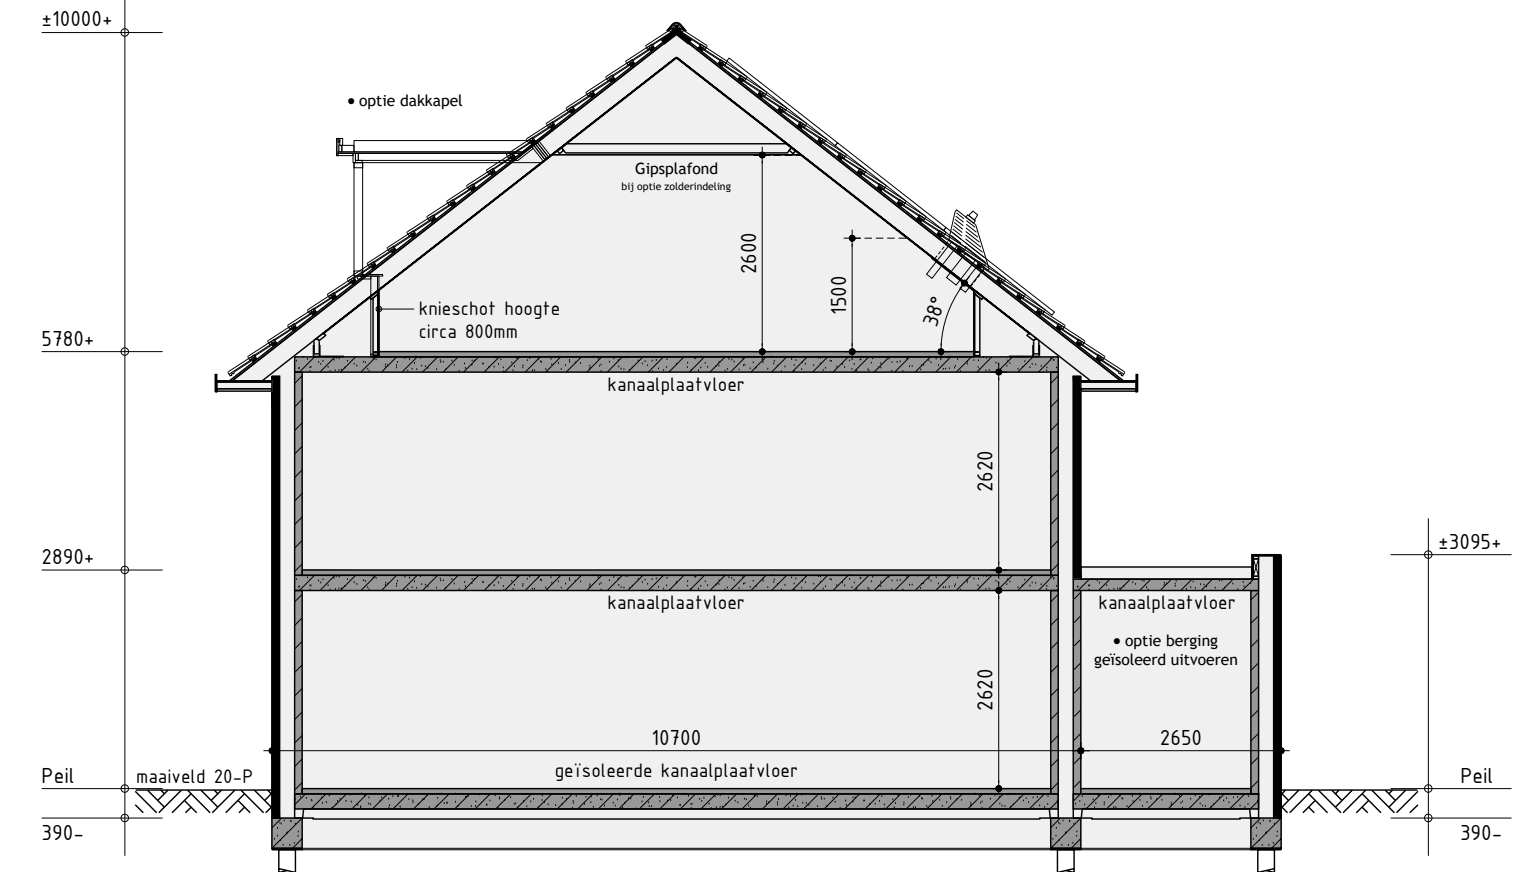 ±10000+
• optie dakkapel
Gipsplafond
bij optie zolderindeling
2600
1500
38°
knieschot hoogte
circa 800mm
5780+
kanaalplaatvloer
2620
2890+
±3095+
kanaalplaatvloer
kanaalplaatvloer
• optie berging
geïsoleerd uitvoeren
2620
10700
2650
geïsoleerde kanaalplaatvloer
Peil
maaiveld 20-P
Peil
390-
390-